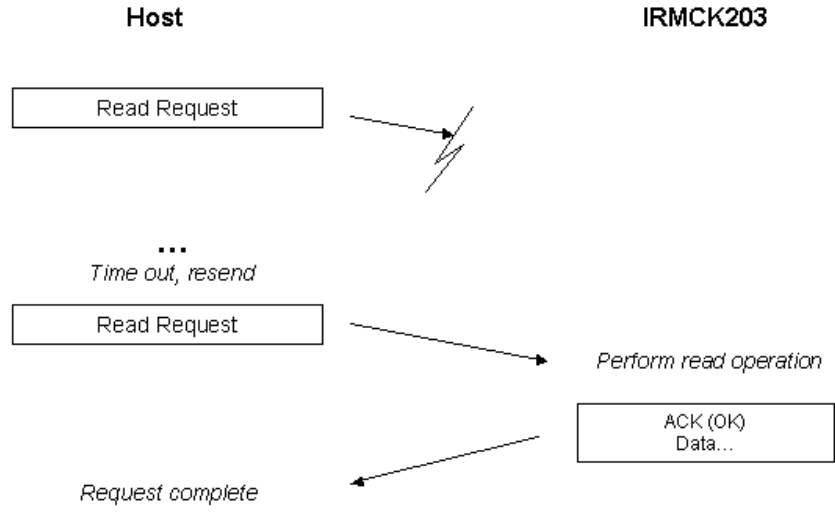 Host
IRMCK203
Read Request
...
Time out, resend
Read Request
Perform read operation
ACK (OK)
Data...
Request complete